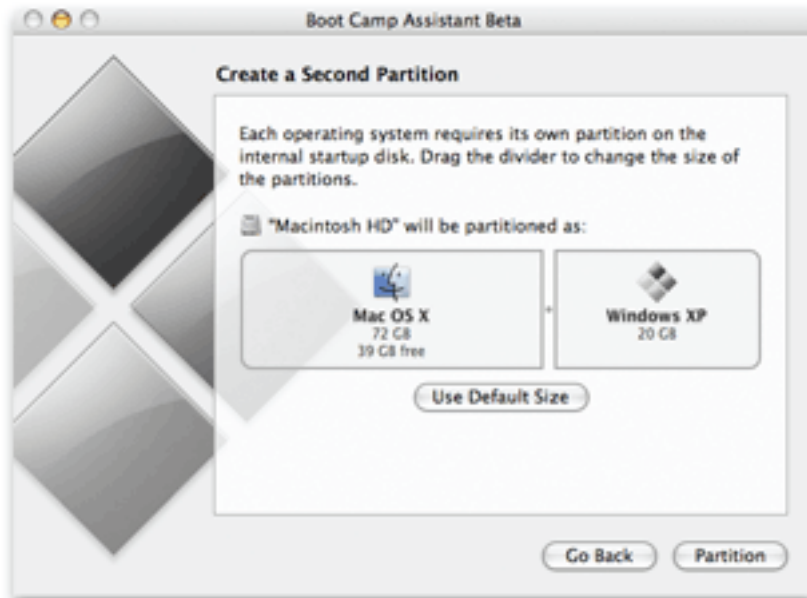 Boot Camp Assistant Beta
Create a Second Partition
Each operating system requires its own partition on the
internal startup disk. Drag the divider to change the size of
the partitions.
"Macintosh HD" will be partitioned as:
Mac OS X
72 GB
39 GB free
Windows XP
20 GB
Use Default Size
Go Back
Partition